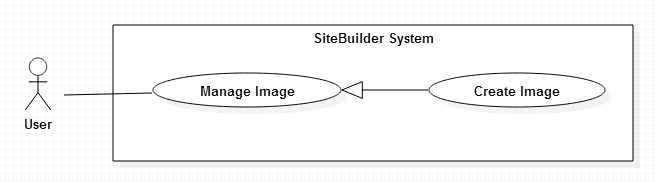 SiteBuilder System
Manage Image
Create Image
User